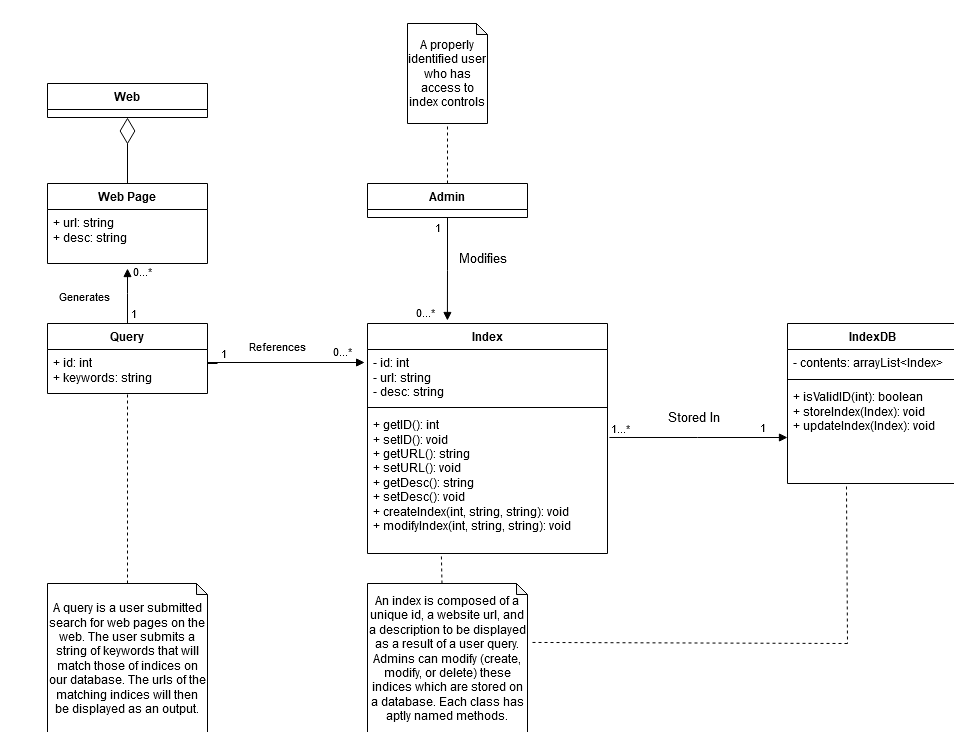 A properly
identified user
who has
access to
index controls
Web
Web Page
+ url: string
+ desc: string
Admin
1
Modifies
0...*
0...*
Generates
1
Query
+ id: int
+ keywords: string
1
References
0...*
Index
- id: int
- url: string
- desc: string
+ getID(): int
+ setID(): void
+ getURL(): string
+ setURL(): void
+ getDesc(): string
+ setDesc(): void
+ createIndex(int, string, string): void
+ modifyIndex(int, string, string): void
1...*
Stored In
1
IndexDB
- contents: arrayList<Index>
+ isValidID(int): boolean
+ storeIndex(Index): void
+ updateIndex(Index): void
A query is a user submitted
search for web pages on the
web. The user submits a
string of keywords that will
match those of indices on
our database. The urls of the
matching indices will then
be displayed as an output.
An index is composed of a
unique id, a website url, and
a description to be displayed
as a result of a user query.
Admins can modify (create,
modify, or delete) these
indices which are stored on
a database. Each class has
aptly named methods.